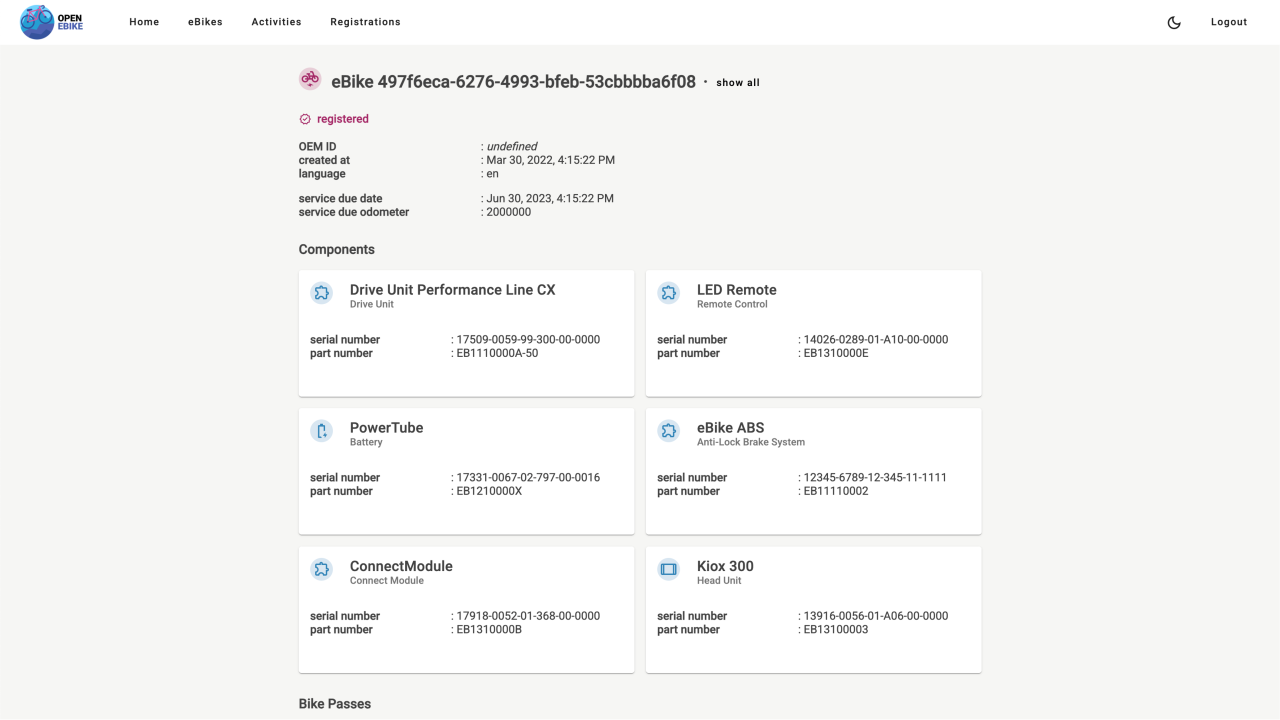 OPEN
EBIKE
Home eBikes Activities Registrations Logout
eBike 497f6eca-6276-4993-bfeb-53cbbbba6f08 · show all
registered
OEM ID : undefined
created at : Mar 30, 2022, 4:15:22 PM
language : en
service due date : Jun 30, 2023, 4:15:22 PM
service due odometer : 2000000
Components
Drive Unit Performance Line CX
Drive Unit
serial number : 17509-0059-99-300-00-0000
part number : EB1110000A-50
LED Remote
Remote Control
serial number : 14026-0289-01-A10-00-0000
part number : EB1310000E
PowerTube
Battery
serial number : 17331-0067-02-797-00-0016
part number : EB1210000X
eBike ABS
Anti-Lock Brake System
serial number : 12345-6789-12-345-11-1111
part number : EB11110002
ConnectModule
Connect Module
serial number : 17918-0052-01-368-00-0000
part number : EB1310000B
Kiox 300
Head Unit
serial number : 13916-0056-01-A06-00-0000
part number : EB13100003
Bike Passes